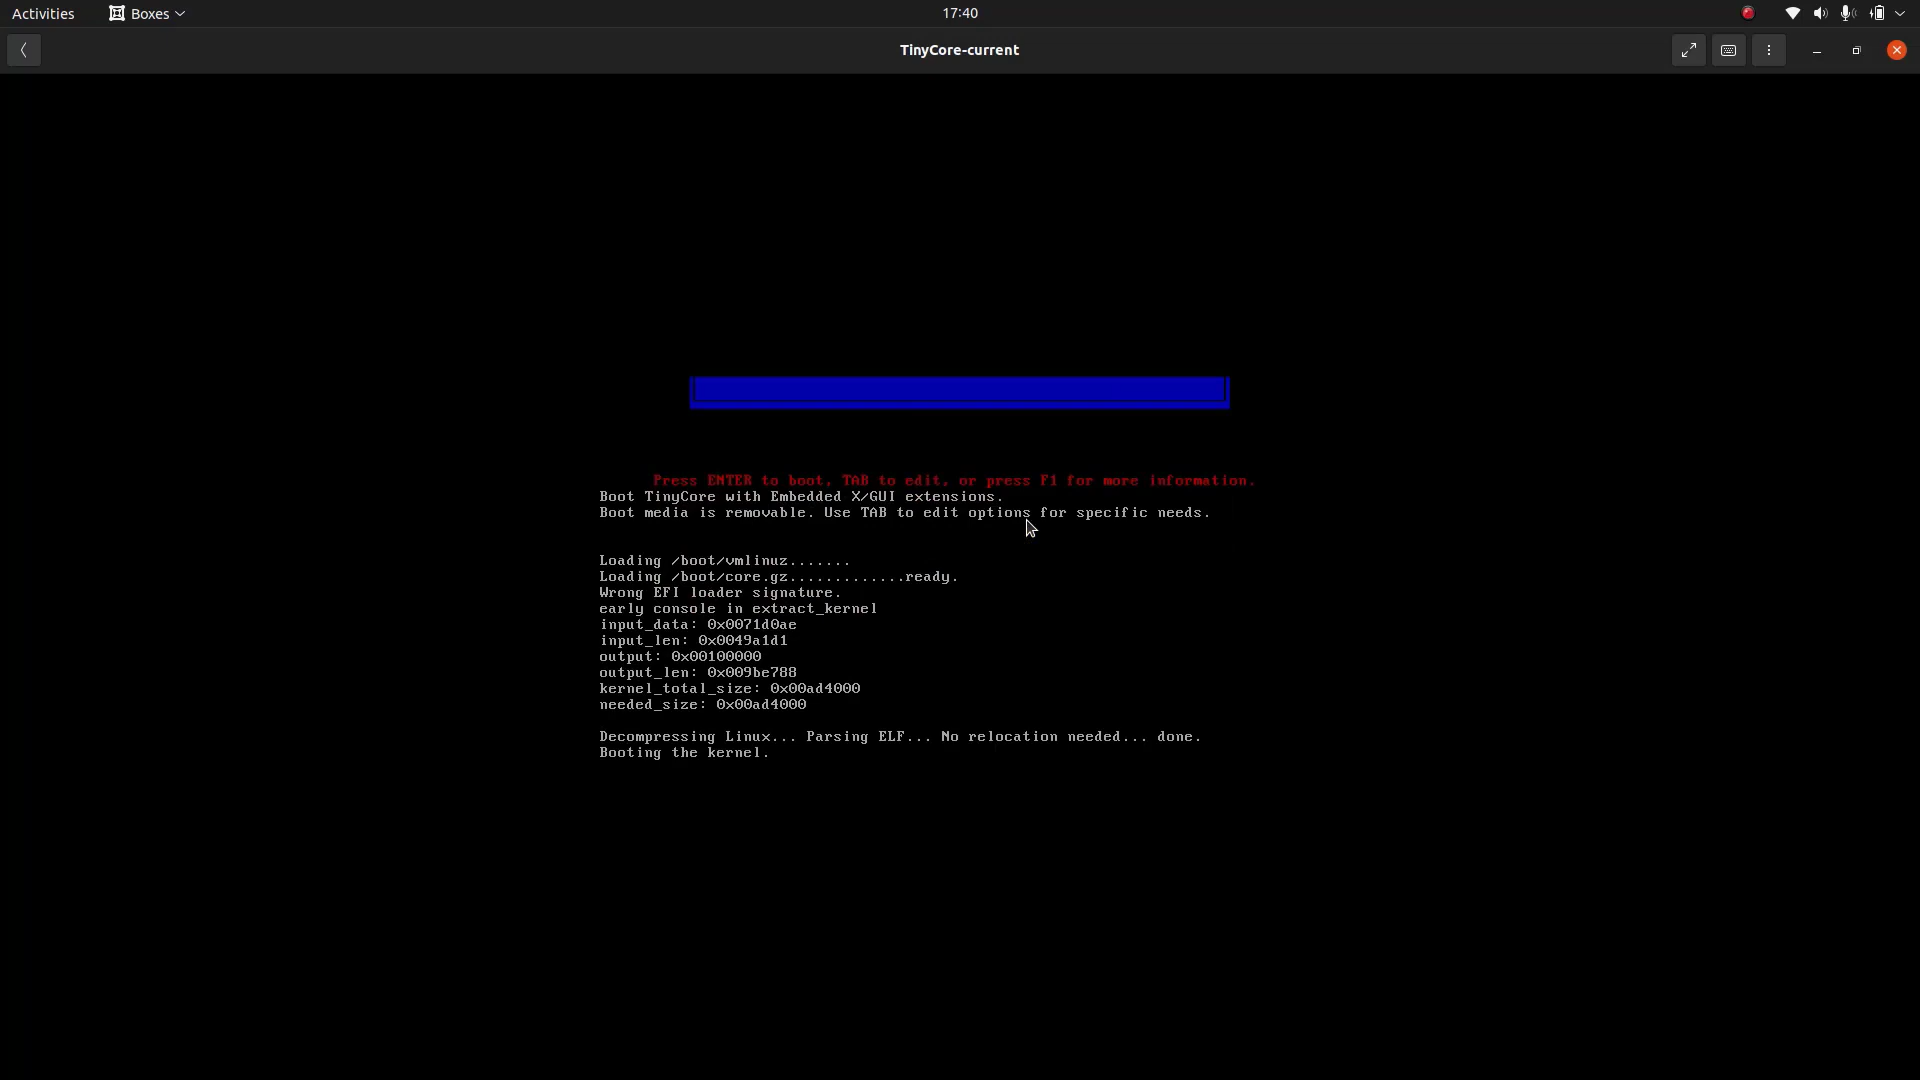 Activities
Boxes
17:40
TinyCore-current
Press ENTER to boot, TAB to edit, or press F1 for more information.
Boot TinyCore with Embedded X/GUI extensions.
Boot media is removable. Use TAB to edit options for specific needs.
Loading /boot/vmlinuz.......
Loading /boot/core.gz.............ready.
Wrong EFI loader signature.
early console in extract_kernel
input_data: 0x0071d0ae
input_len: 0x0049a1d1
output: 0x00100000
output_len: 0x009be788
kernel_total_size: 0x00ad4000
needed_size: 0x00ad4000
Decompressing Linux... Parsing ELF... No relocation needed... done.
Booting the kernel.